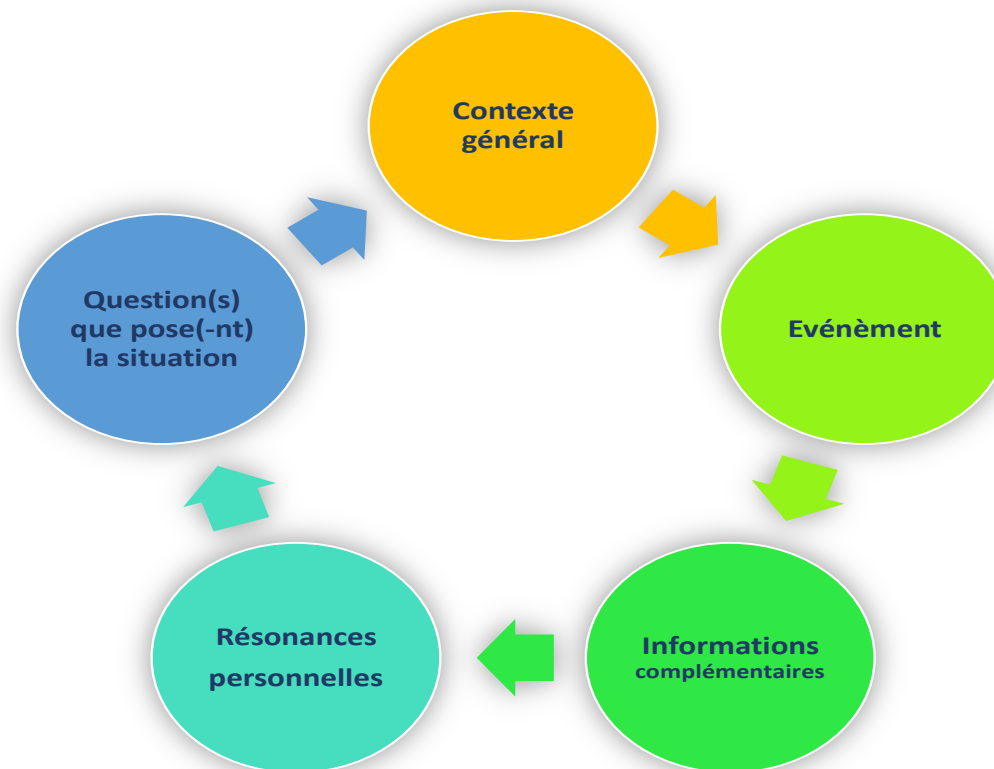 Contexte
général
Evénèment
Informations
complémentaires
Résonances
personnelles
Question(s)
que pose(-nt)
la situation